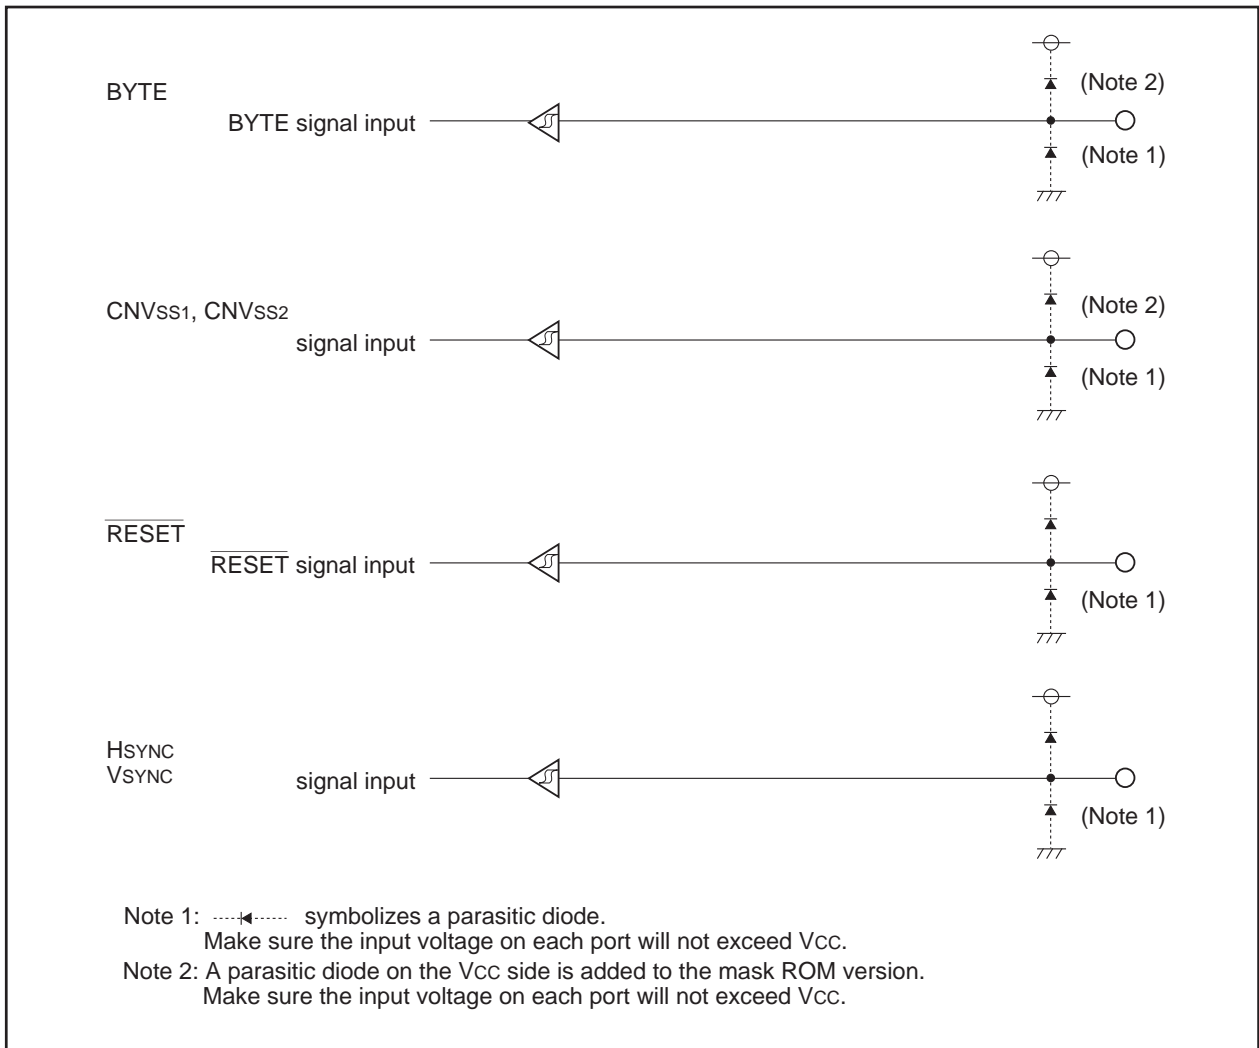 BYTE
(Note 2)
BYTE signal input
(Note 1)
CNVSS1, CNVSS2
(Note 2)
signal input
(Note 1)
RESET
RESET signal input
(Note 1)
HSYNC
VSYNC
signal input
(Note 1)
Note 1: symbolizes a parasitic diode.
Make sure the input voltage on each port will not exceed VCC.
Note 2: A parasitic diode on the VCC side is added to the mask ROM version.
Make sure the input voltage on each port will not exceed VCC.